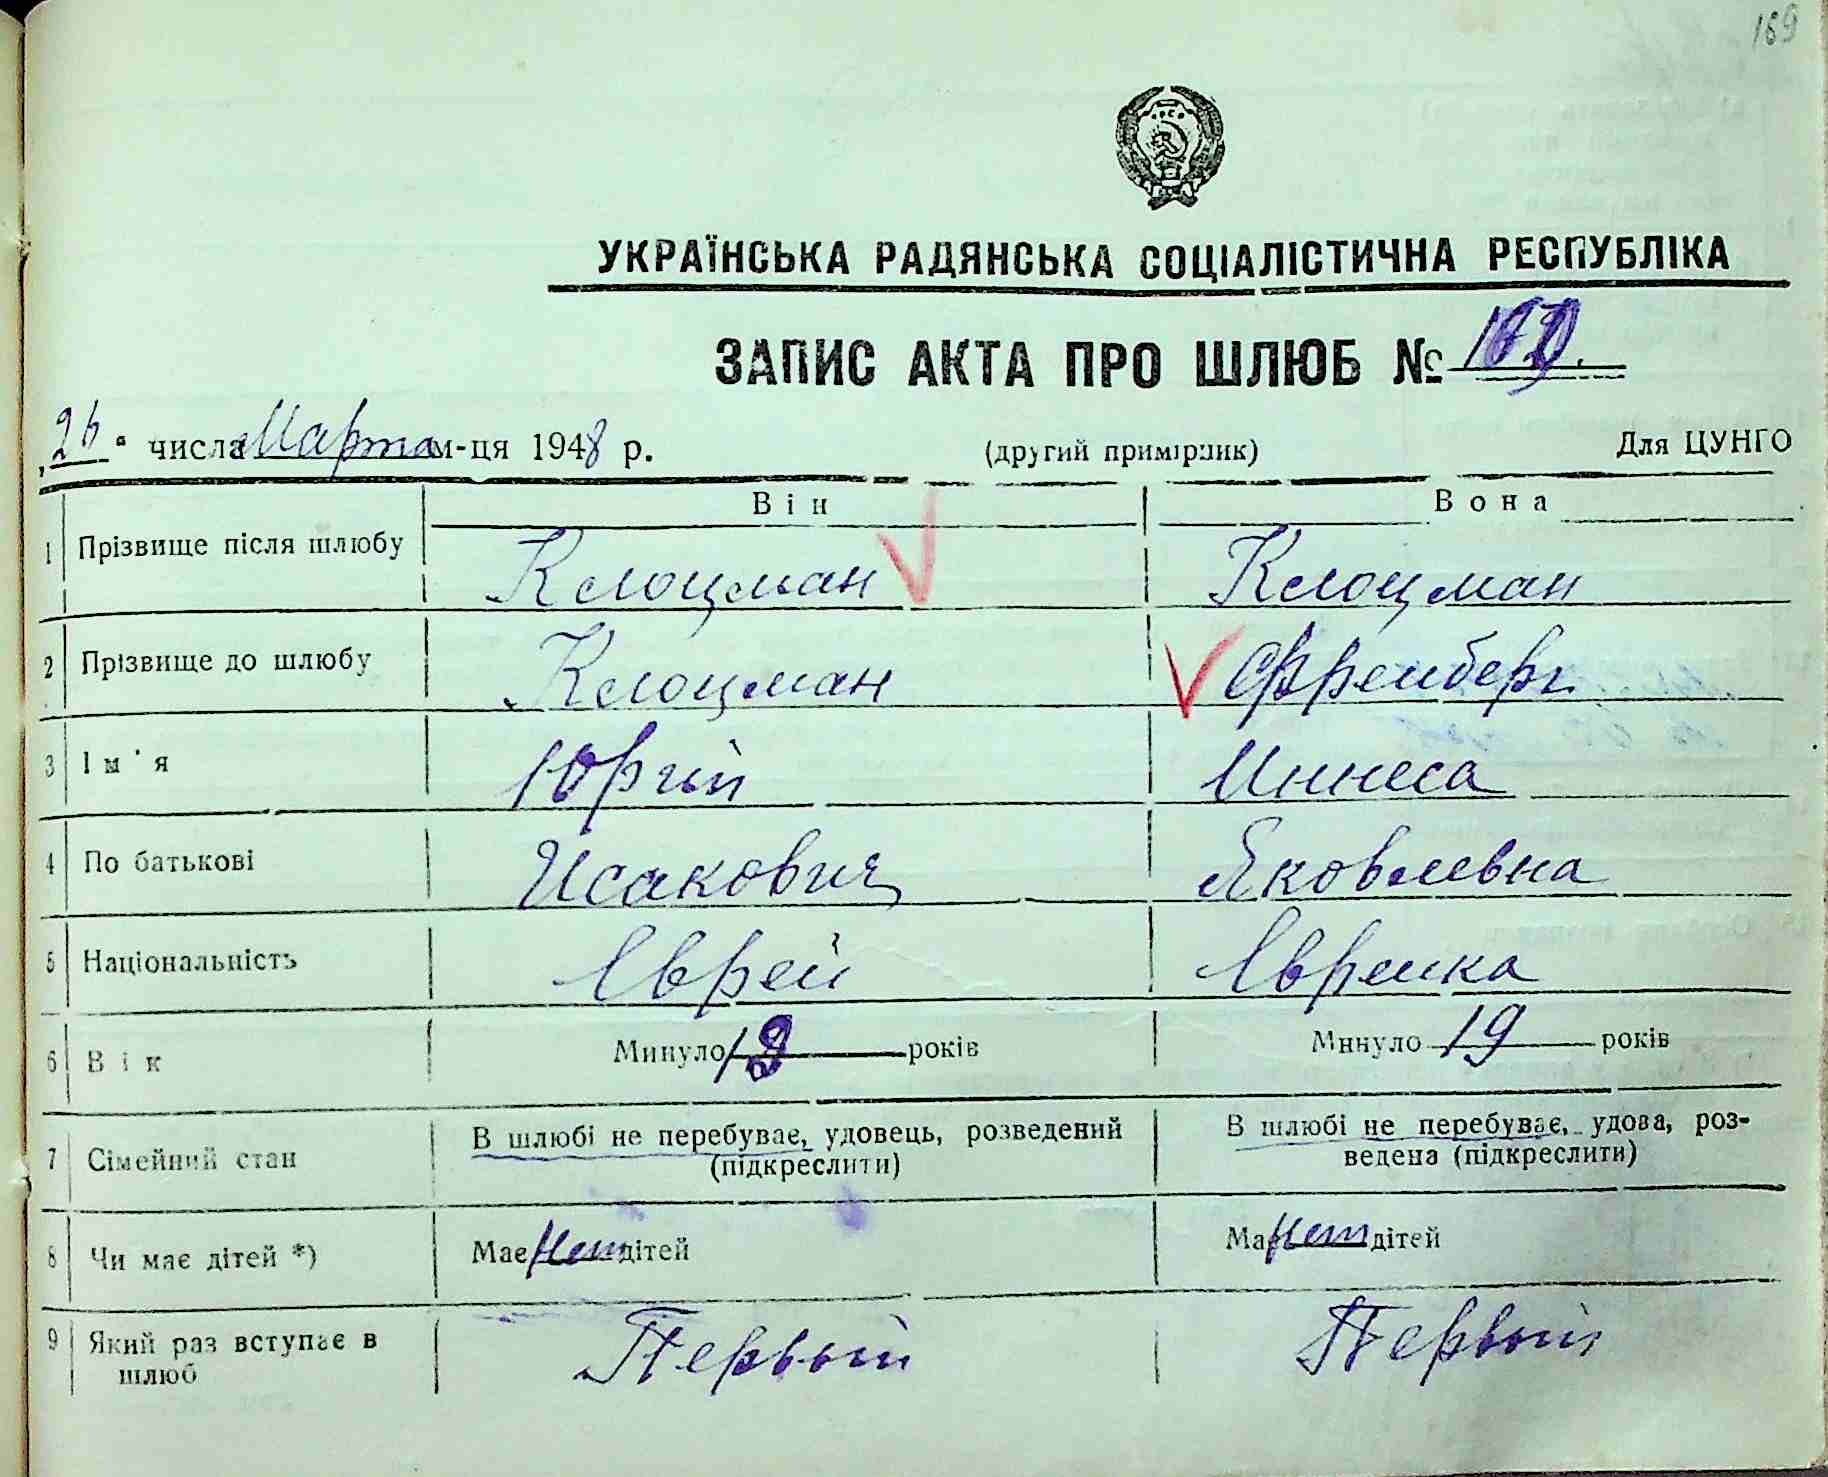 169
УКРАЇНСЬКА РАДЯНСЬКА СОЦІАЛІСТИЧНА РЕСПУБЛІКА
ЗАПИС АКТА ПРО ШЛЮБ №
„26“ числа Марта м-ця 1948 р. (другий примірник) Для ЦУНГО
Він Вона
1 Прізвище після шлюбу Клоцман Клоцман
2 Прізвище до шлюбу Клоцман
3 Ім'я Юргий Иннеса
4 По батькові Исакович Яковлевна
5 Національність Еврей Еврейка
6 Вік Минуло років Минуло 19 років
7 Сімейний стан В шлюбі не перебуває, удовець, розведений (підкреслити) В шлюбі не перебуває, удова, роз-
ведена (підкреслити)
8 Чи має дітей *) Має Нет дітей Має Нет дітей
9 Який раз вступає в
шлюб Первый Первый